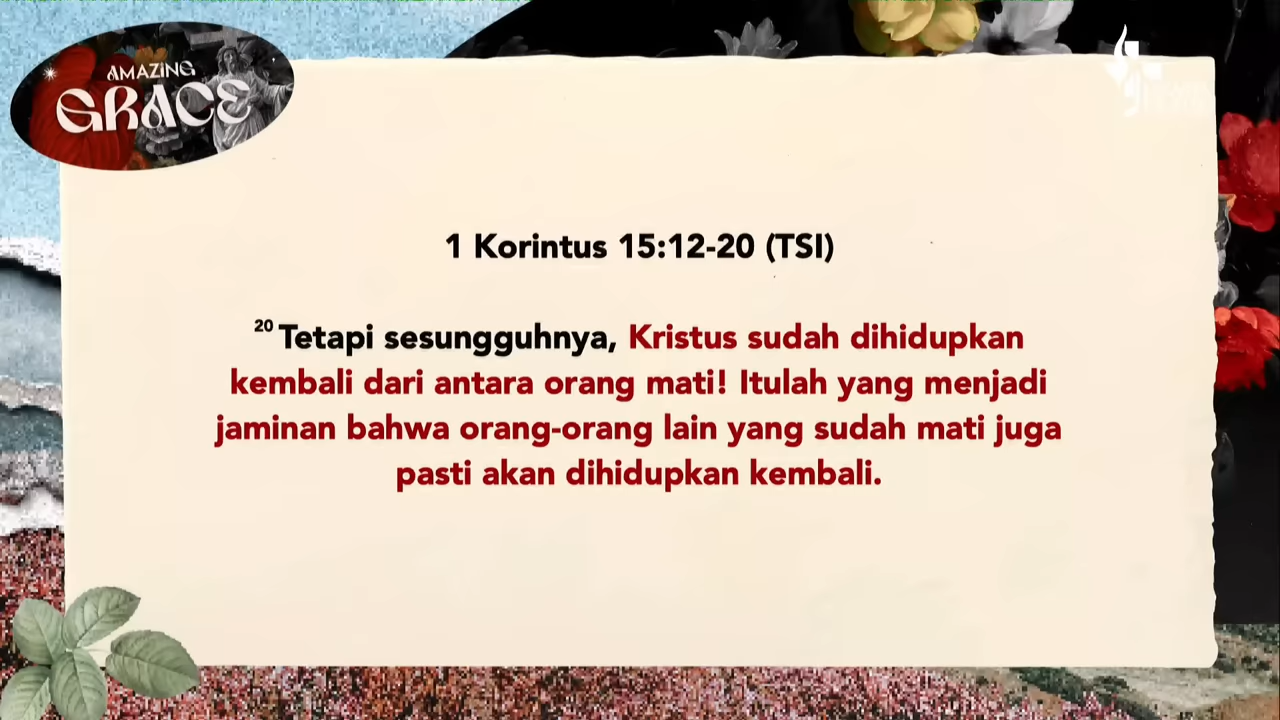 AMAZING
GRACE
1 Korintus 15:12-20 (TSI)
20 Tetapi sesungguhnya, Kristus sudah dihidupkan
kembali dari antara orang mati! Itulah yang menjadi
jaminan bahwa orang-orang lain yang sudah mati juga
pasti akan dihidupkan kembali.